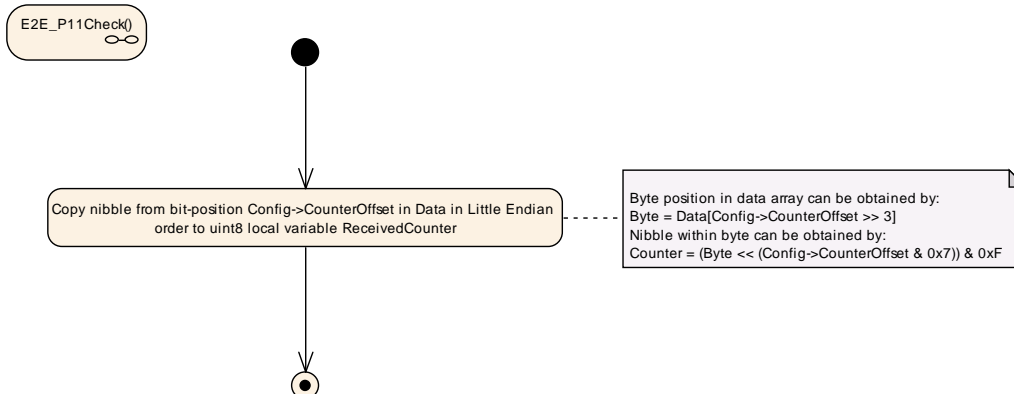 E2E_P11Check()
Copy nibble from bit-position Config->CounterOffset in Data in Little Endian
order to uint8 local variable ReceivedCounter
Byte position in data array can be obtained by:
Byte = Data[Config->CounterOffset >> 3]
Nibble within byte can be obtained by:
Counter = (Byte << (Config->CounterOffset & 0x7)) & 0xF